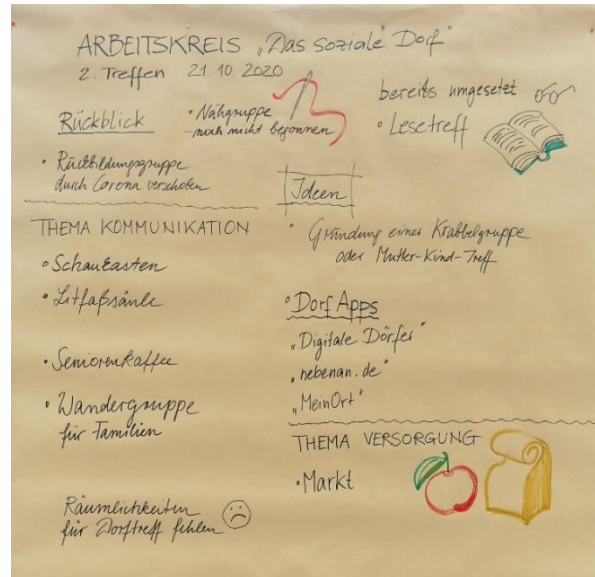 ARBEITSKREIS „Das soziale Dorf"
2. Treffen 21.10.2020
Rückblick
• Nähgruppe
noch nicht begonnen
bereits umgesetzt
• Lesetreff
• Rückbildungsgruppe
durch Corona verschoben
Ideen
• Gründung einer Krabbelgruppe
oder Mutter-Kind-Treff
THEMA KOMMUNIKATION
• Schaukasten
• Litfaßsäule
• Seniorenkaffee
• Wandergruppe
für Familien
Räumlichkeiten
für Dorftreff fehlen
• Dorf Apps
„Digitale Dörfer"
„nebenan.de"
„MeinOrt"
THEMA VERSORGUNG
• Markt